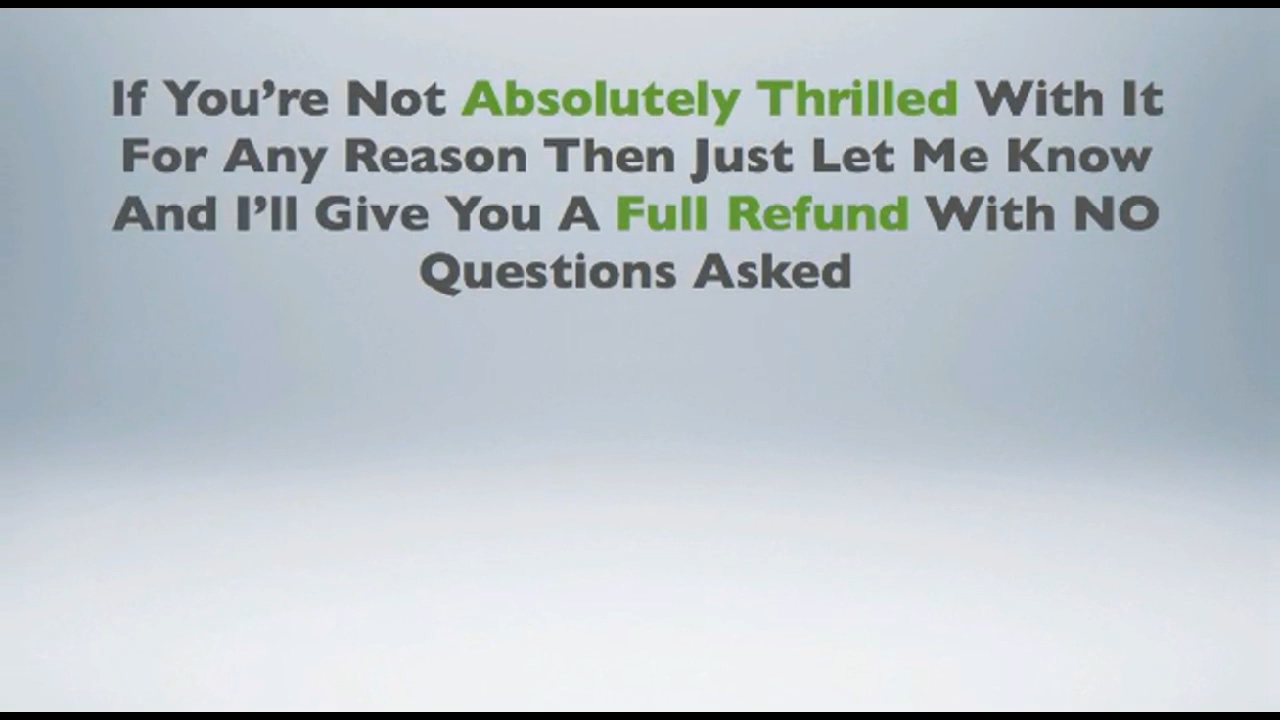 If You’re Not Absolutely Thrilled With It
For Any Reason Then Just Let Me Know
And I’ll Give You A Full Refund With NO
Questions Asked